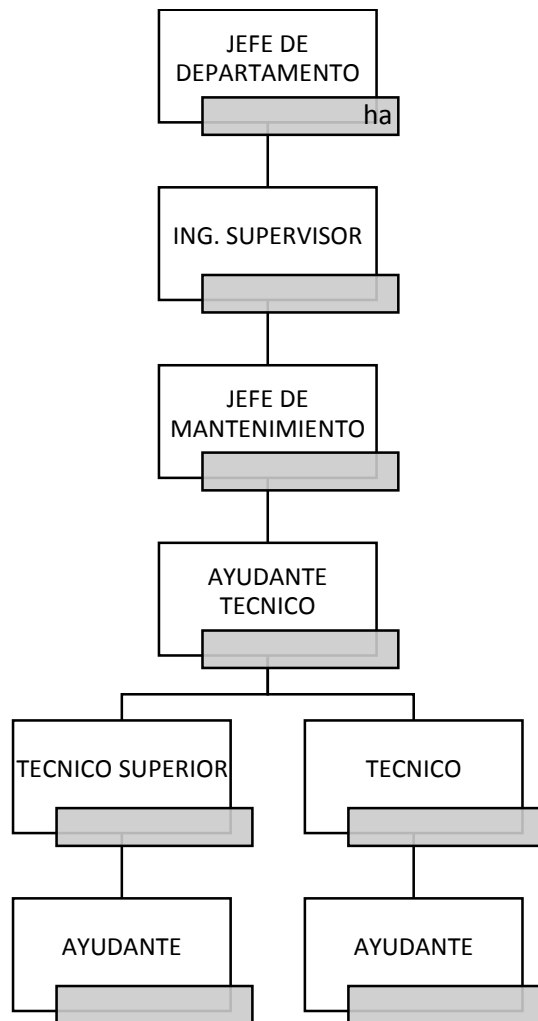 JEFE DE
DEPARTAMENTO
ha
ING. SUPERVISOR
JEFE DE
MANTENIMIENTO
AYUDANTE
TECNICO
TECNICO SUPERIOR
TECNICO
AYUDANTE
AYUDANTE